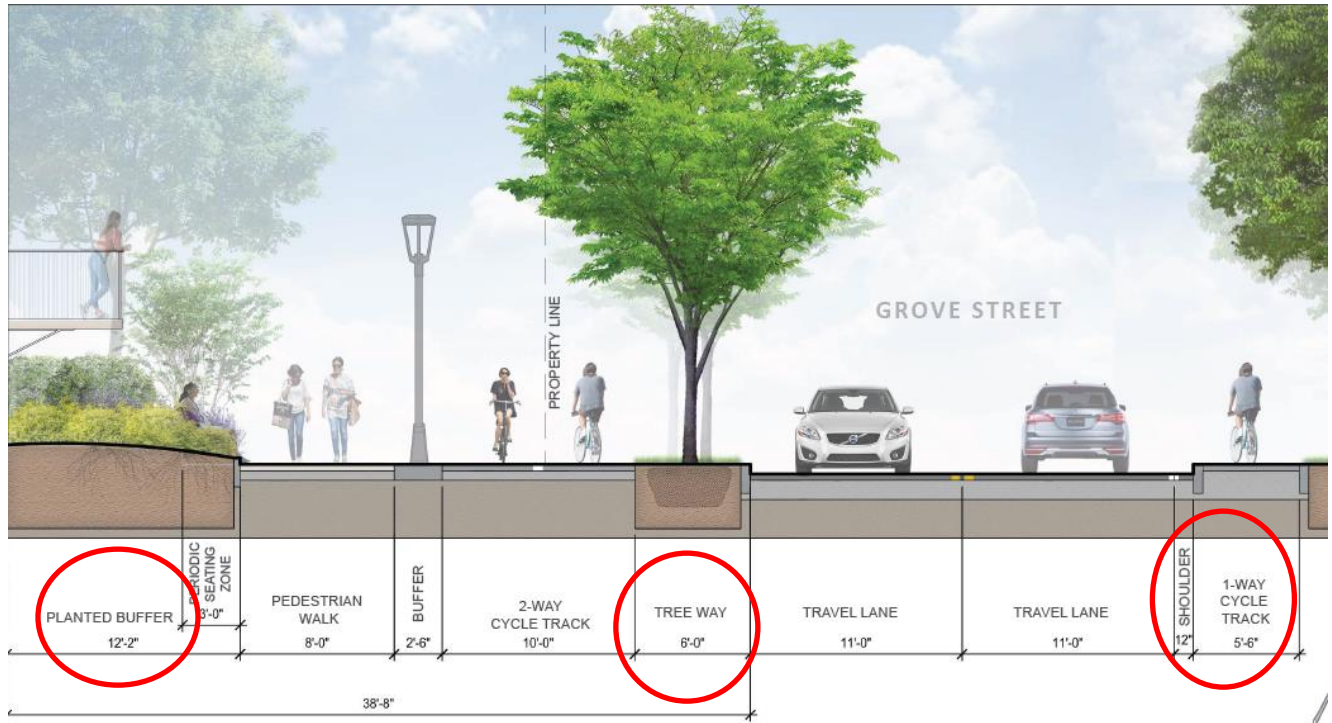 GROVE STREET
PROPERTY LINE
PLANTED BUFFER
12'-2"
PERIODIC
SEATING
ZONE
3'-0"
PEDESTRIAN
WALK
8'-0"
BUFFER
2'-6"
2-WAY
CYCLE TRACK
10'-0"
TREE WAY
6'-0"
TRAVEL LANE
11'-0"
TRAVEL LANE
11'-0"
SHOULDER
12"
1-WAY
CYCLE
TRACK
5'-6"
38'-8"